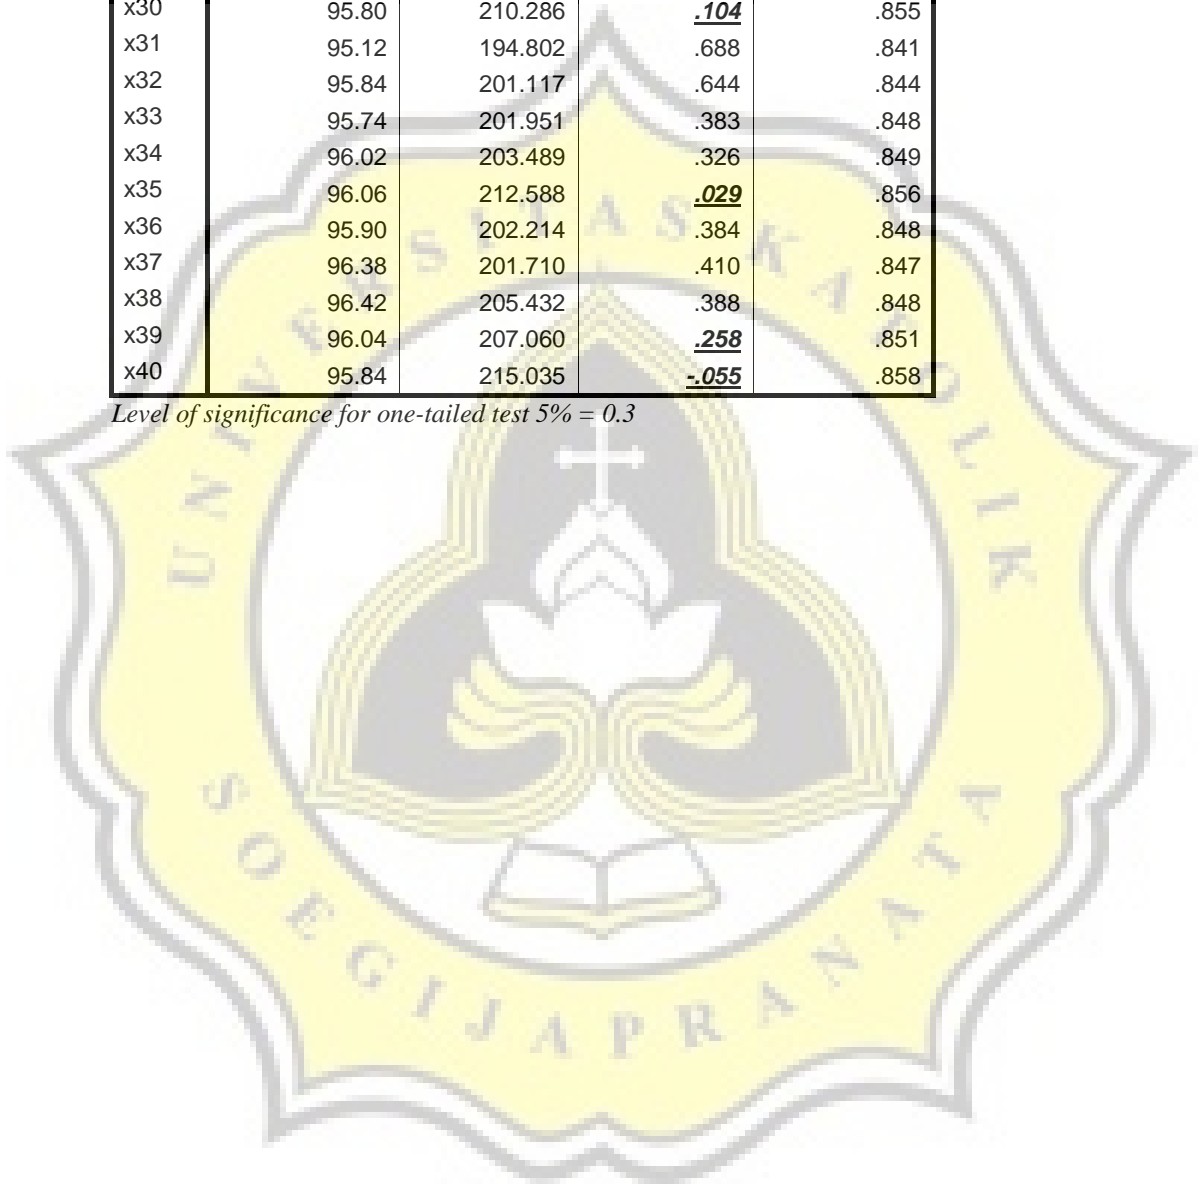 x30 95.80 210.286 .104 .855
x31 95.12 194.802 .688 .841
x32 95.84 201.117 .644 .844
x33 95.74 201.951 .383 .848
x34 96.02 203.489 .326 .849
x35 96.06 212.588 .029 .856
x36 95.90 202.214 .384 .848
x37 96.38 201.710 .410 .847
x38 96.42 205.432 .388 .848
x39 96.04 207.060 .258 .851
x40 95.84 215.035 -.055 .858
Level of significance for one-tailed test 5% = 0.3
UNIVERSITAS KATOLIK
SOEGIJAPRANATA